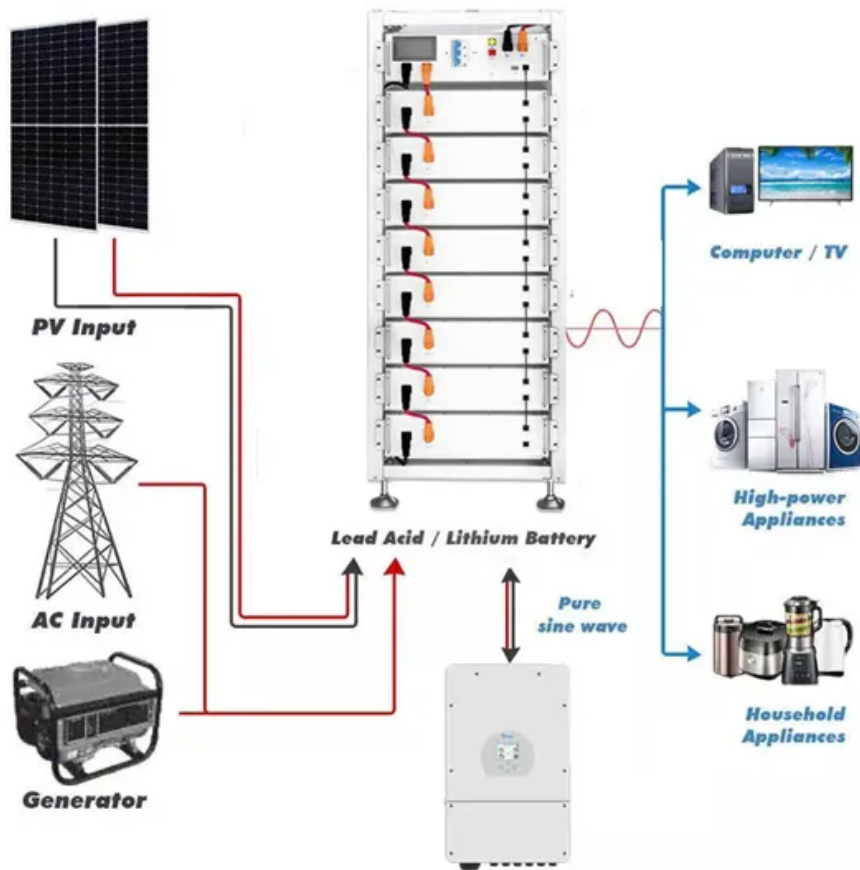 PV Input
AC Input
Generator
Lead Acid / Lithium Battery
Pure
sine wave
Computer / TV
High-power
Appliances
Household
Appliances